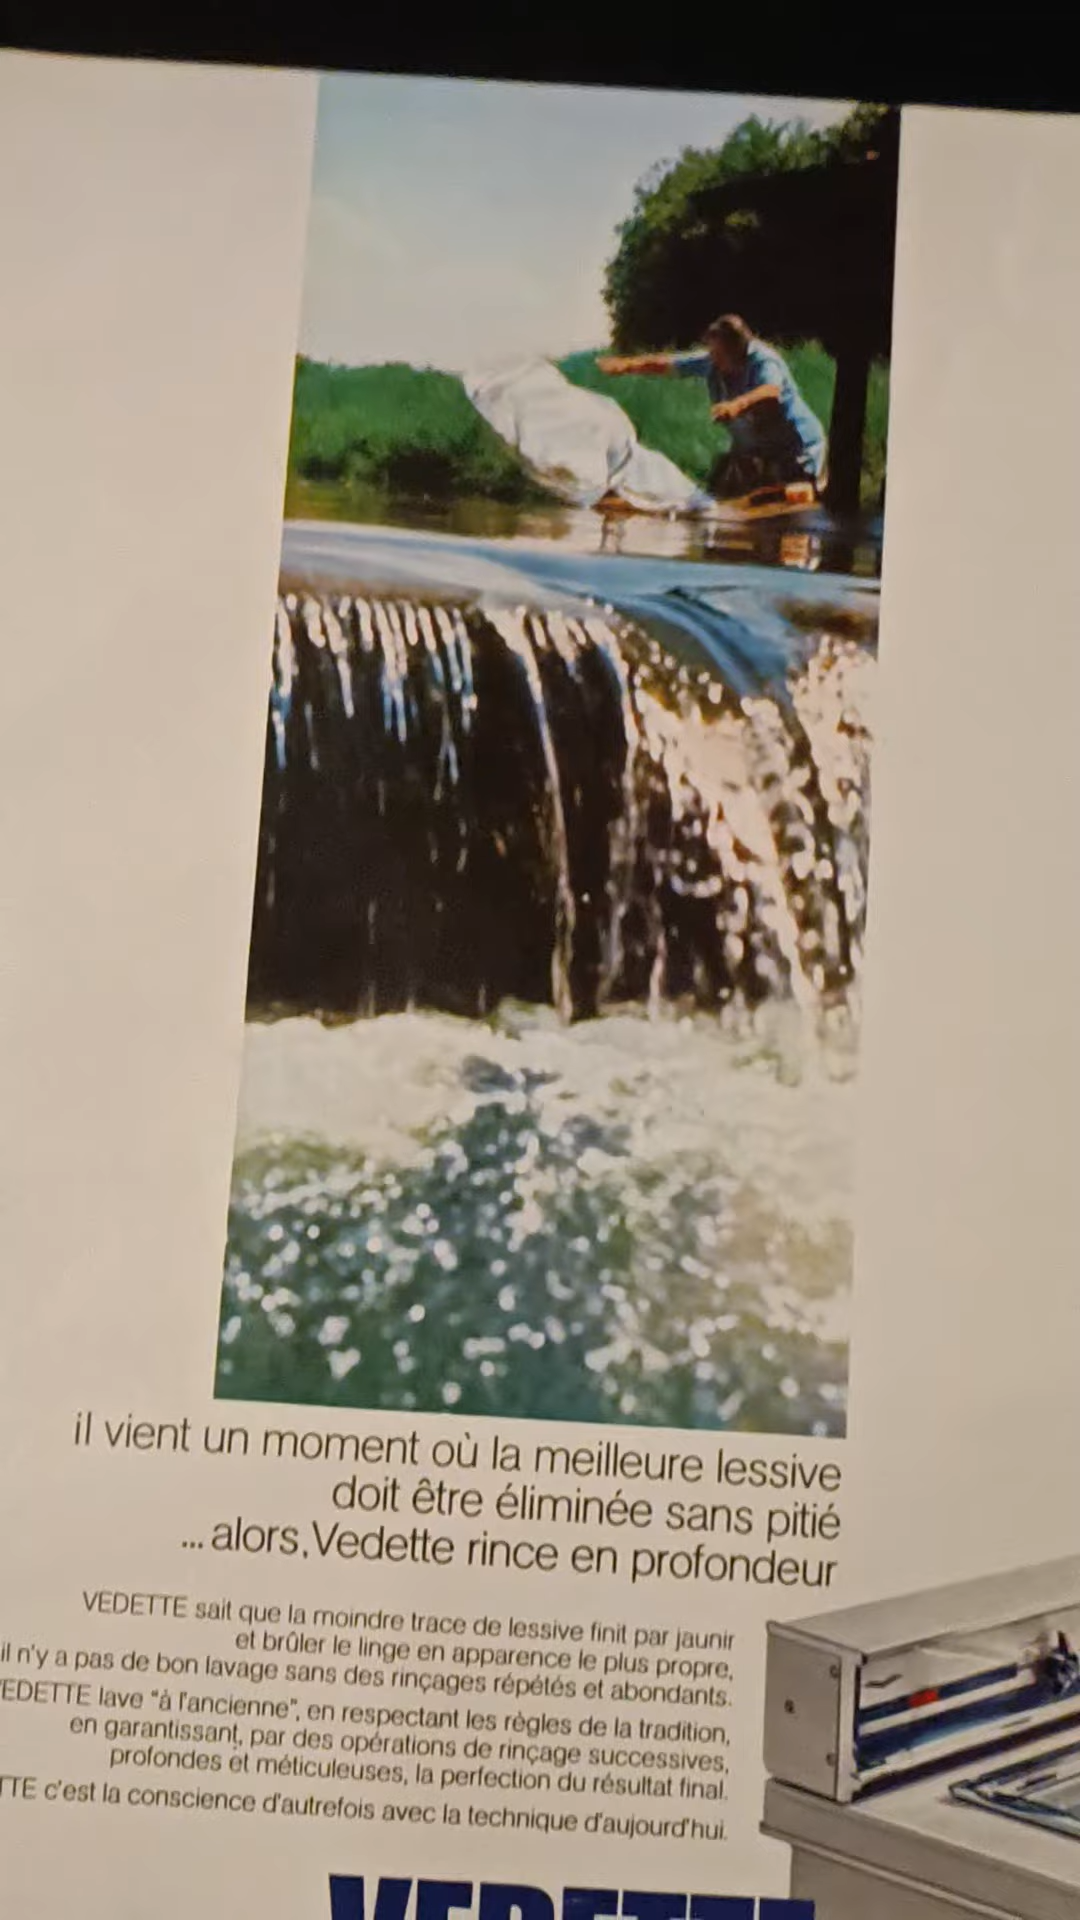 il vient un moment où la meilleure lessive
doit être éliminée sans pitié
... alors, Vedette rince en profondeur
VEDETTE sait que la moindre trace de lessive finit par jaunir
et brûler le linge en apparence le plus propre,
il n'y a pas de bon lavage sans des rinçages répétés et abondants.
VEDETTE lave "à l'ancienne", en respectant les règles de la tradition,
en garantissant, par des opérations de rinçage successives,
profondes et méticuleuses, la perfection du résultat final.
TTE c'est la conscience d'autrefois avec la technique d'aujourd'hui.
VEDETTE